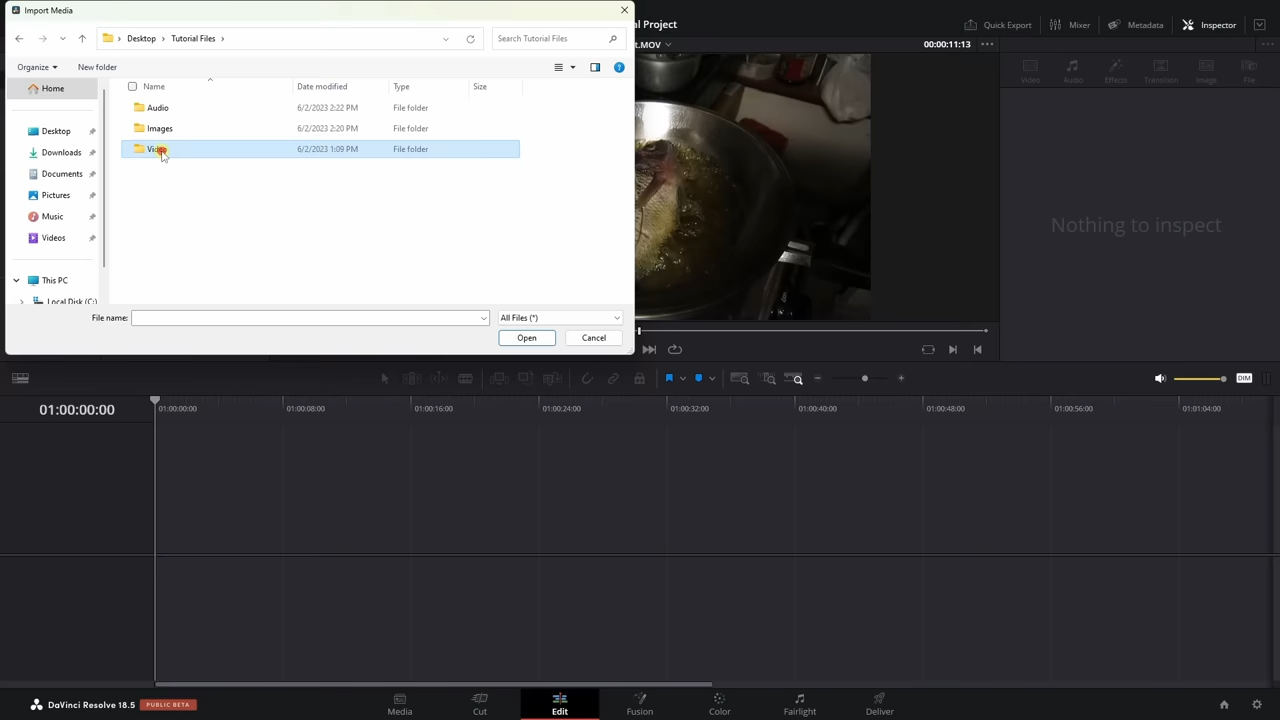 Import Media
Desktop
Tutorial Files
Search Tutorial Files
Organize
New folder
Name
Date modified
Type
Size
Home
Audio
6/2/2023 2:22 PM
File folder
Images
6/2/2023 2:20 PM
File folder
6/2/2023 1:09 PM
File folder
Desktop
Downloads
Documents
Pictures
Music
Videos
This PC
Local Disk (C:)
File name:
All Files (*)
Open
Cancel
Project
Quick Export
Mixer
Metadata
Inspector
t.MOV
00:00:11:13
Video
Audio
Effects
Transition
Image
File
Nothing to inspect
DIM
01:00:00:00
01:00:00:00
01:00:08:00
01:00:16:00
01:00:24:00
01:00:32:00
01:00:40:00
01:00:48:00
01:00:56:00
01:01:04:00
DaVinci Resolve 18.5
PUBLIC BETA
Media
Cut
Edit
Fusion
Color
Fairlight
Deliver